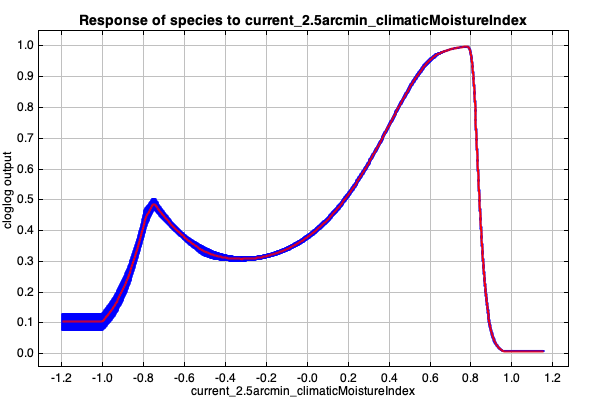 Response of species to current_2.5arcmin_climaticMoistureIndex
1.0
0.9
0.8
0.7
0.6
0.5
0.4
0.3
0.2
0.1
0.0
cloglog output
-1.2 -1.0 -0.8 -0.6 -0.4 -0.2 0.0 0.2 0.4 0.6 0.8 1.0 1.2
current_2.5arcmin_climaticMoistureIndex